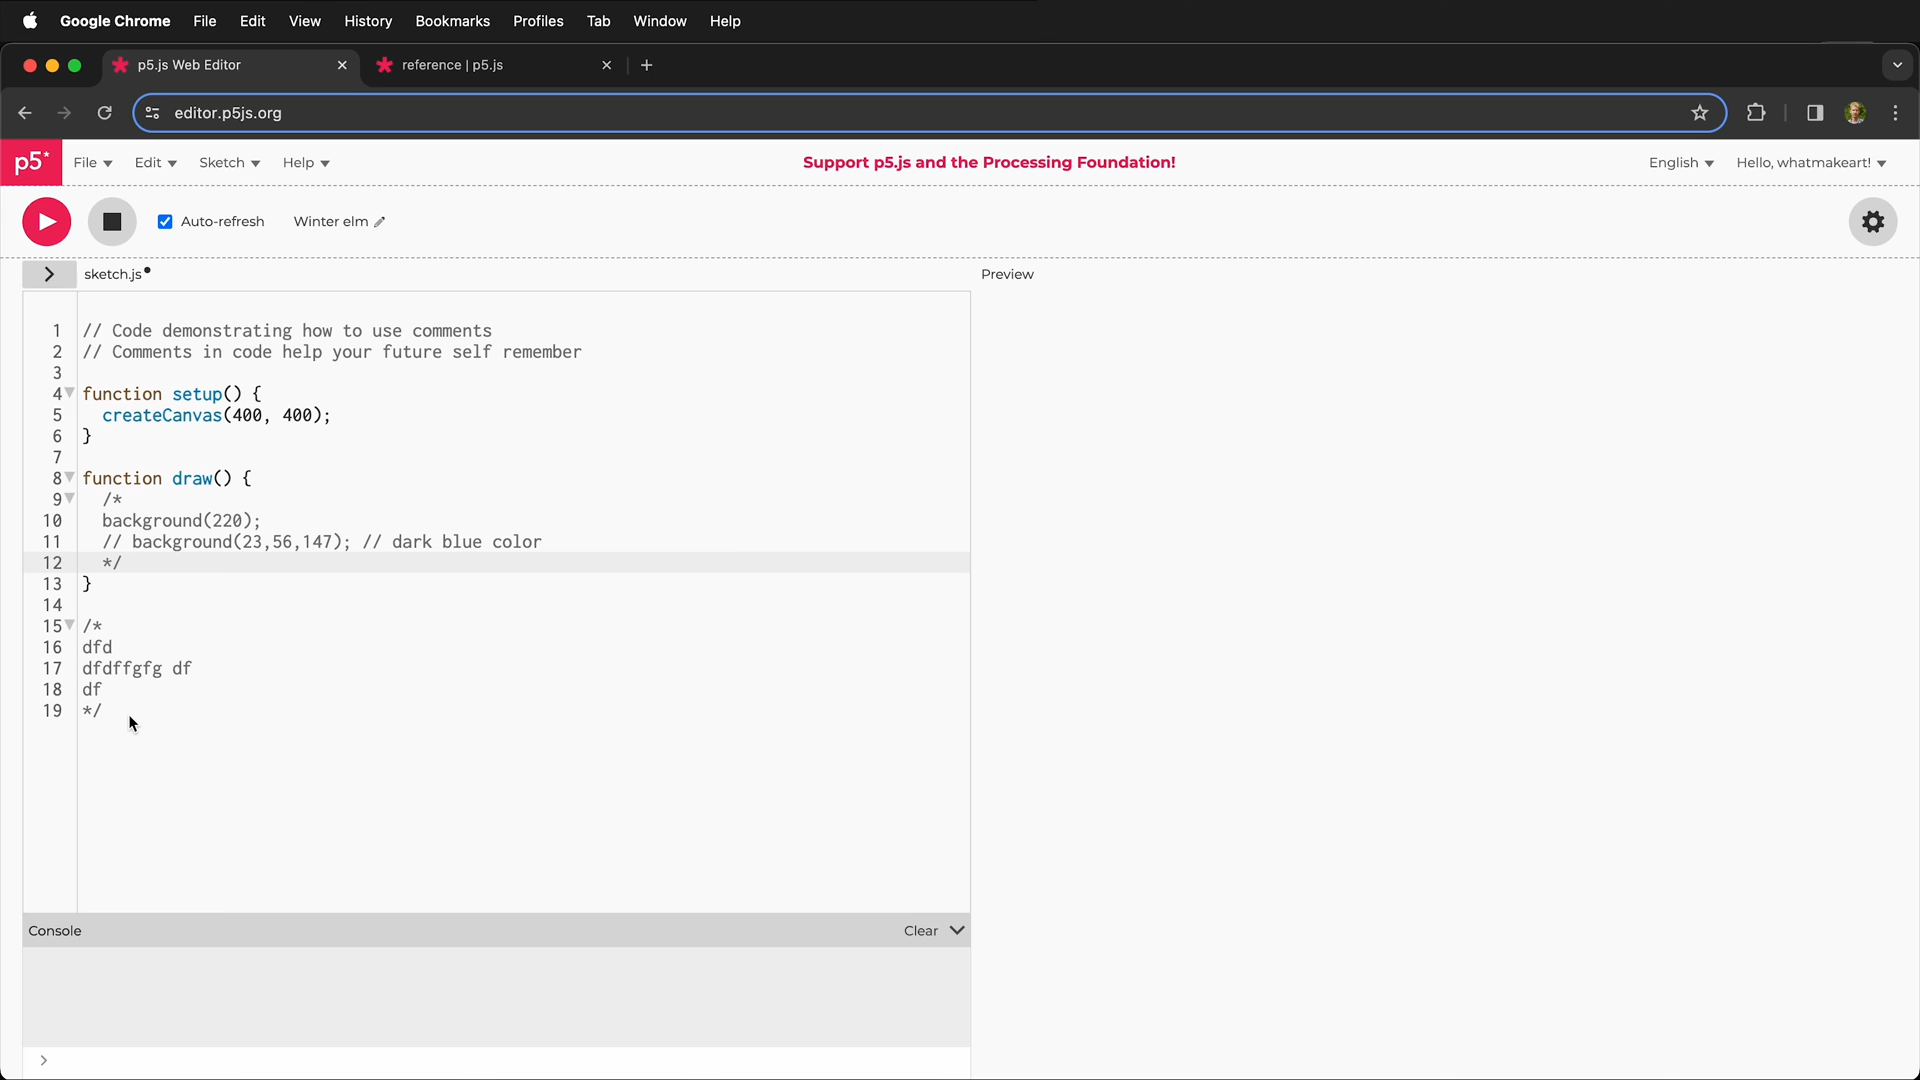 Google Chrome File Edit View History Bookmarks Profiles Tab Window Help
p5.js Web Editor reference | p5.js
editor.p5js.org
p5* File Edit Sketch Help Support p5.js and the Processing Foundation! English Hello, whatmakeart!
Auto-refresh Winter elm
sketch.js
Preview
1 // Code demonstrating how to use comments
2 // Comments in code help your future self remember
3
4 function setup() {
5 createCanvas(400, 400);
6 }
7
8 function draw() {
9 /*
10 background(220);
11 // background(23,56,147); // dark blue color
12 */
13 }
14
15 /*
16 dfd
17 dfdffgfg df
18 df
19 */
Console Clear
>